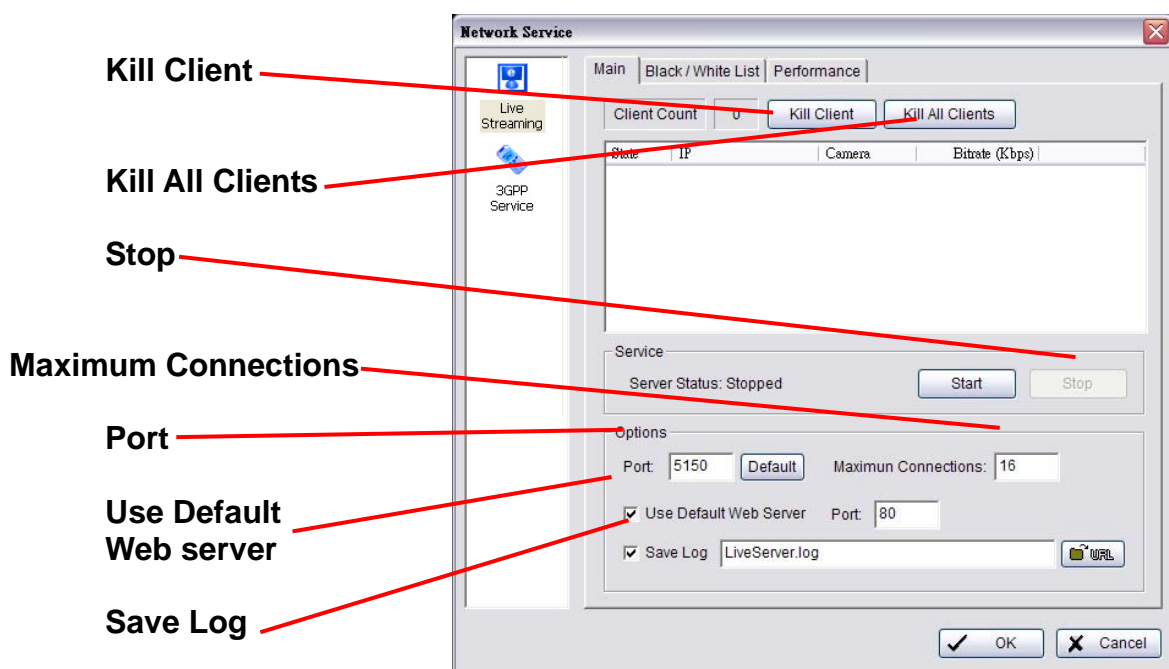 Kill Client
Kill All Clients
Stop
Maximum Connections
Port
Use Default
Web server
Save Log
Network Service
Live
Streaming
3GPP
Service
Main Black / White List Performance
Client Count 0 Kill Client Kill All Clients
State IP Camera Bitrate (Kbps)
Service
Server Status: Stopped Start Stop
Options
Port: 5150 Default Maximun Connections: 16
Use Default Web Server Port: 80
Save Log LiveServer.log URL
OK Cancel